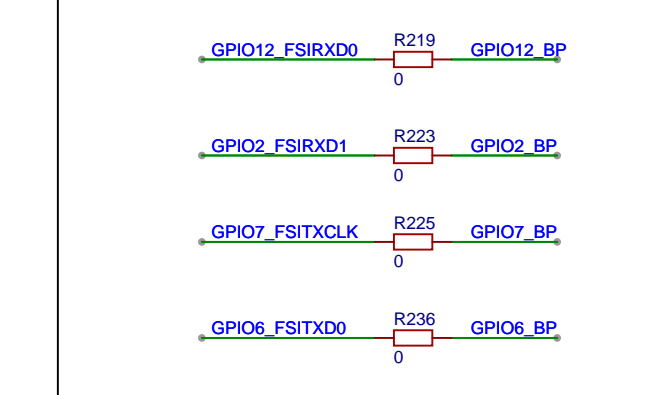 R219
GPIO12_FSIRXD0 GPIO12_BP
0
R223
GPIO2_FSIRXD1 GPIO2_BP
0
R225
GPIO7_FSITXCLK GPIO7_BP
0
R236
GPIO6_FSITXD0 GPIO6_BP
0